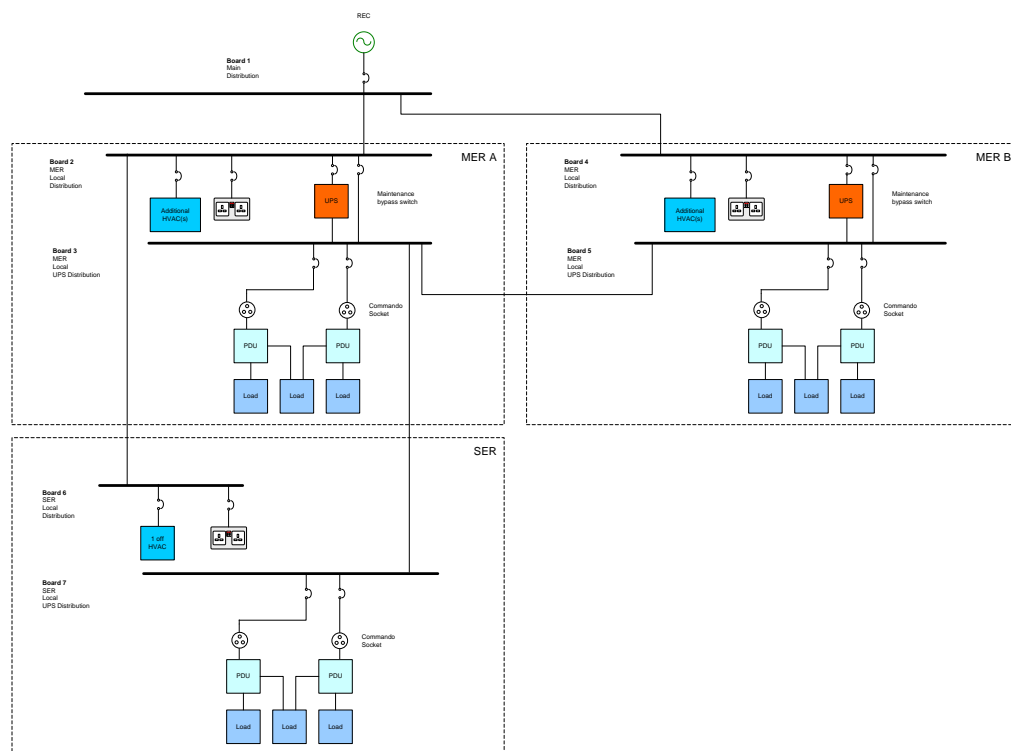 REC
Board 1
Main
Distribution
MER A
Board 2
MER
Local
Distribution
Additional
HVAC(s)
UPS
Maintenance
bypass switch
Board 3
MER
Local
UPS Distribution
Commando
Socket
PDU
PDU
Load
Load
Load
MER B
Board 4
MER
Local
Distribution
Additional
HVAC(s)
UPS
Maintenance
bypass switch
Board 5
MER
Local
UPS Distribution
Commando
Socket
PDU
PDU
Load
Load
Load
SER
Board 6
SER
Local
Distribution
1 off
HVAC
Board 7
SER
Local
UPS Distribution
Commando
Socket
PDU
PDU
Load
Load
Load